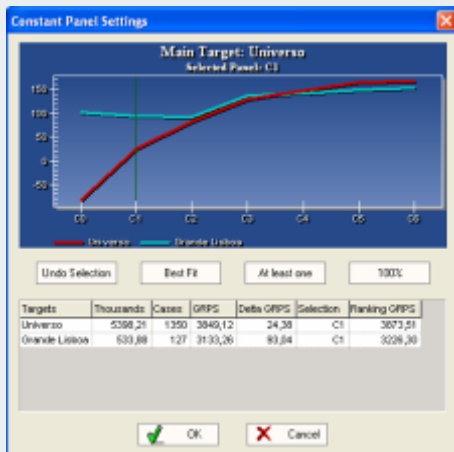 Constant Panel Settings
Main Target: Universo
Selected Panel: C1
150
100
50
0
-50
C0 C1 C2 C3 C4 C5 C6
Universo Grande Lisboa
Undo Selection Best Fit At least one 100%
Targets Thousands Cases GRPS Delta GRPS Selection Ranking GRPS
Universo 5398,21 1350 3849,12 24,38 C1 3873,51
Grande Lisboa 533,88 127 3133,26 93,04 C1 3226,30
OK Cancel